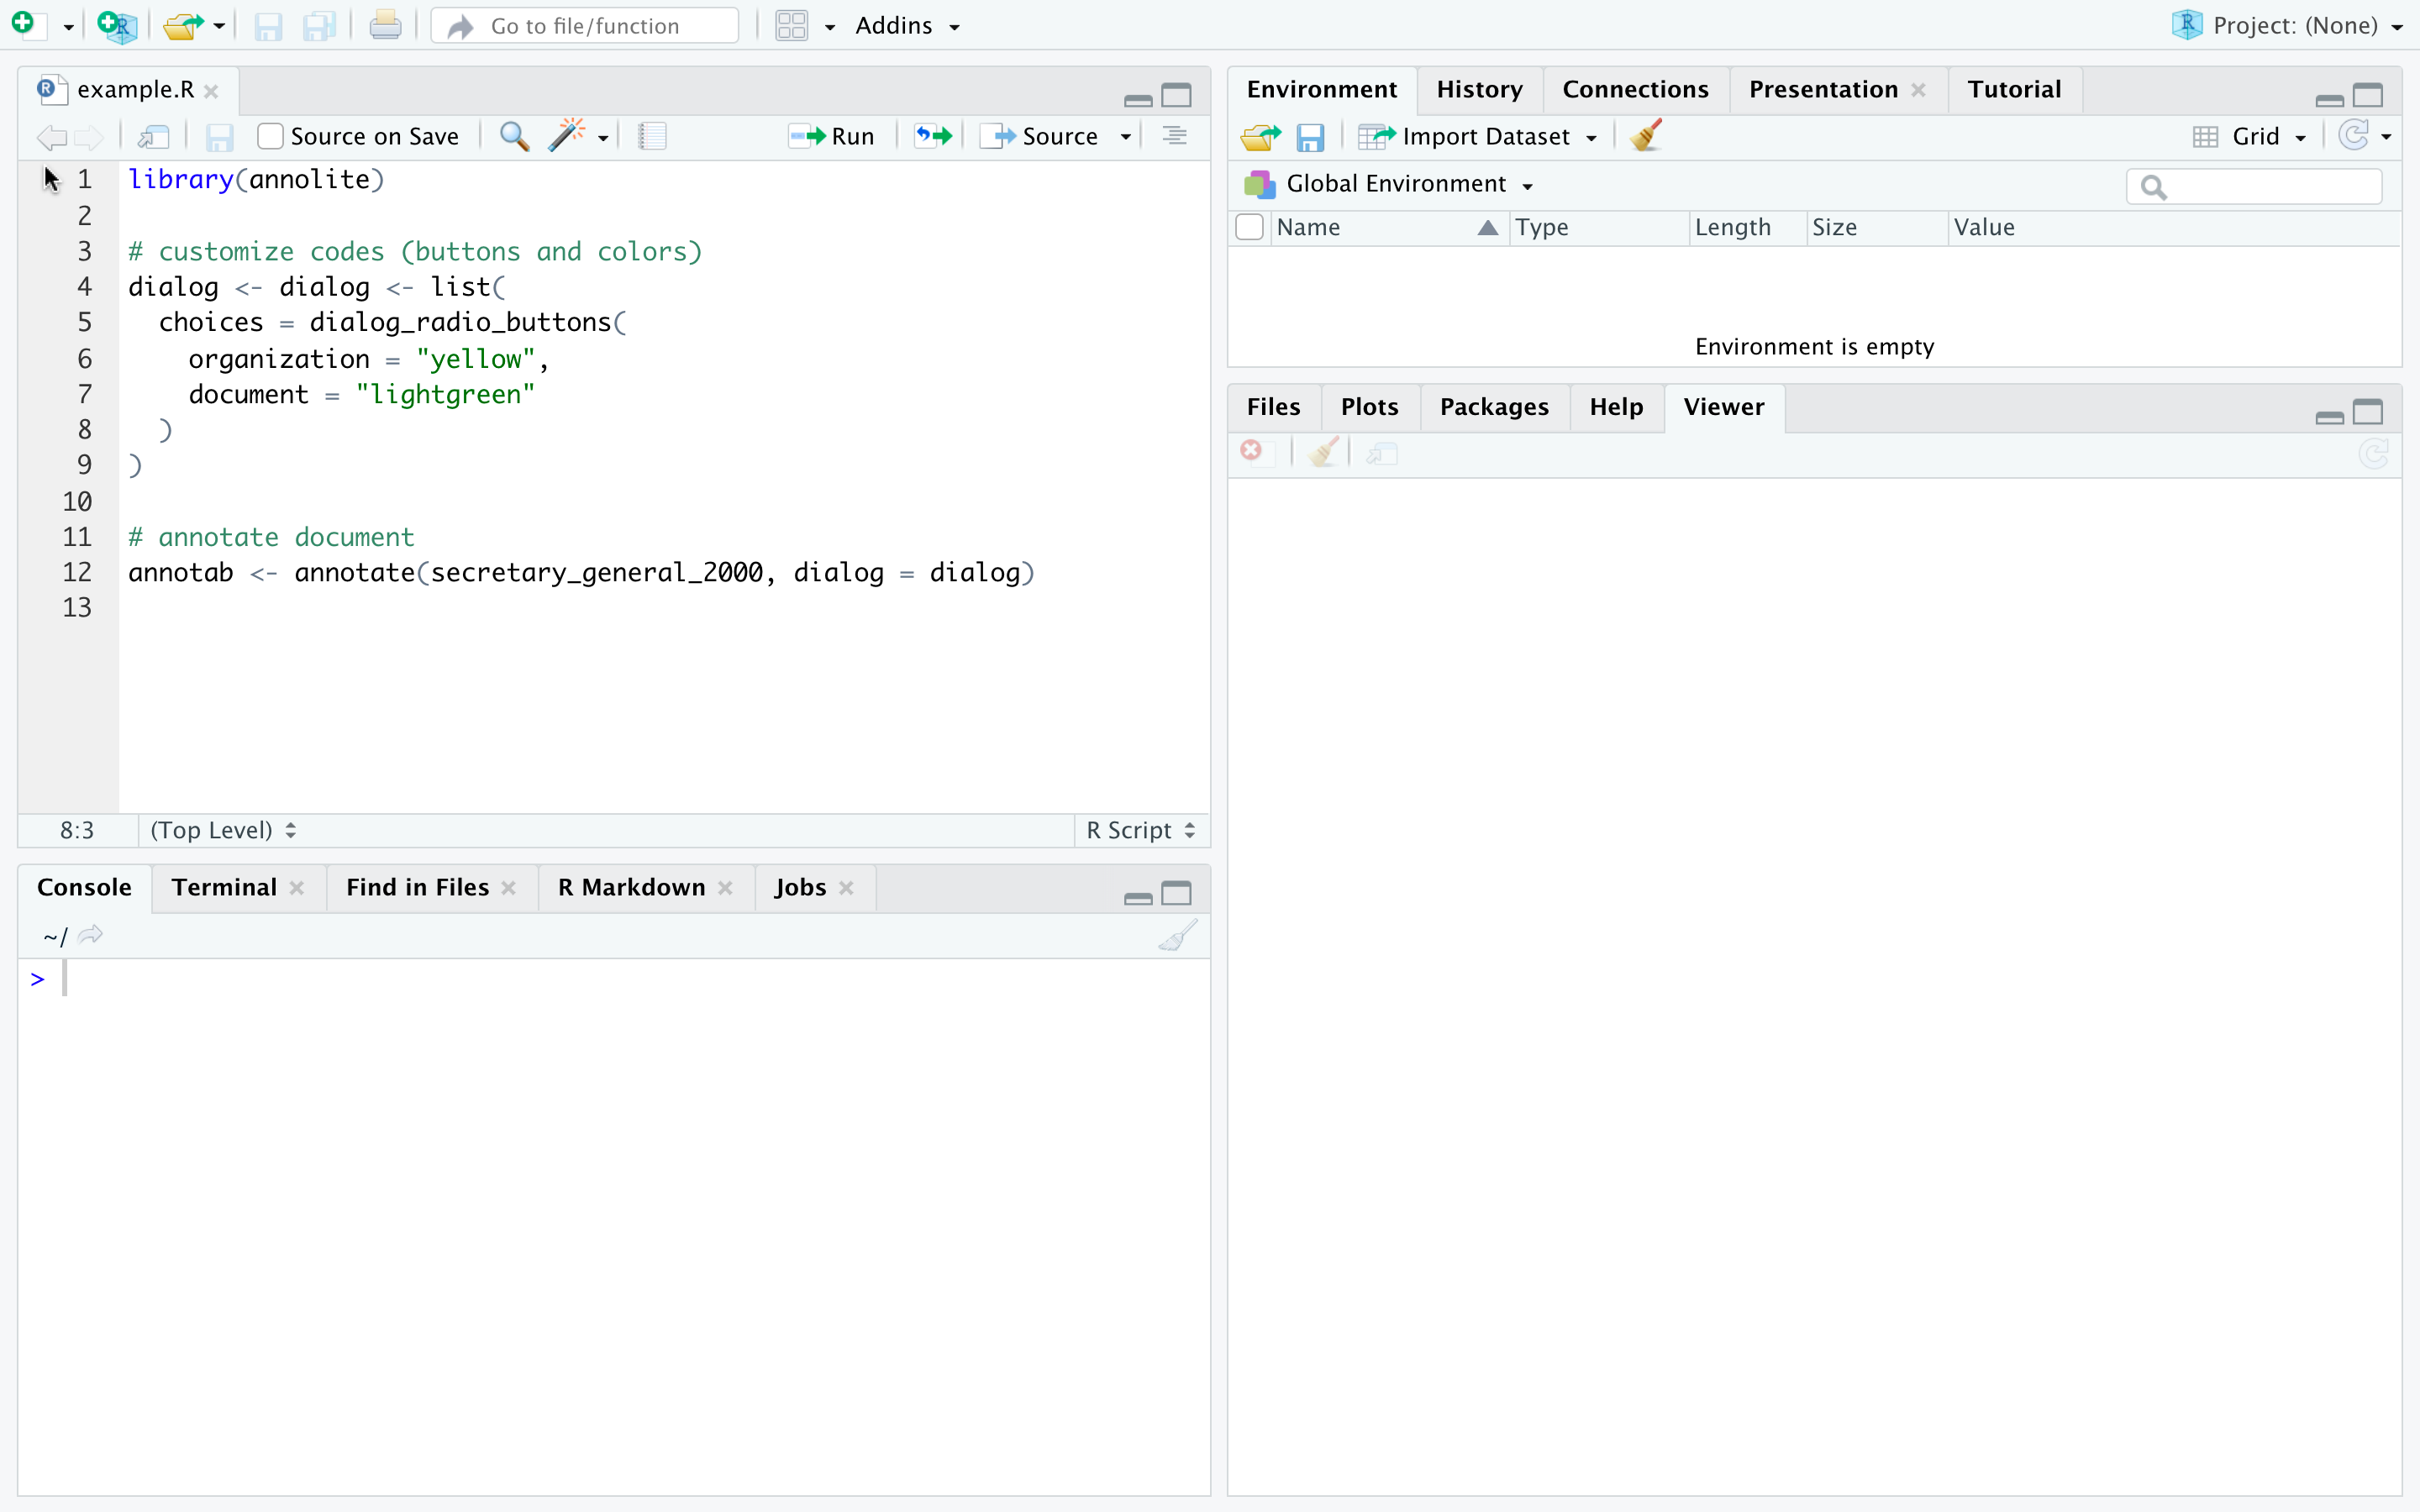 Go to file/function
Addins
Project: (None)
example.R
Source on Save
Run
Source
1 library(annolite)
2
3 # customize codes (buttons and colors)
4 dialog <- dialog <- list(
5   choices = dialog_radio_buttons(
6     organization = "yellow",
7     document = "lightgreen"
8   )
9 )
10
11 # annotate document
12 annotab <- annotate(secretary_general_2000, dialog = dialog)
13
8:3 (Top Level) R Script
Console Terminal Find in Files R Markdown Jobs
~/
>
Environment History Connections Presentation Tutorial
Import Dataset Grid
Global Environment
Name Type Length Size Value
Environment is empty
Files Plots Packages Help Viewer